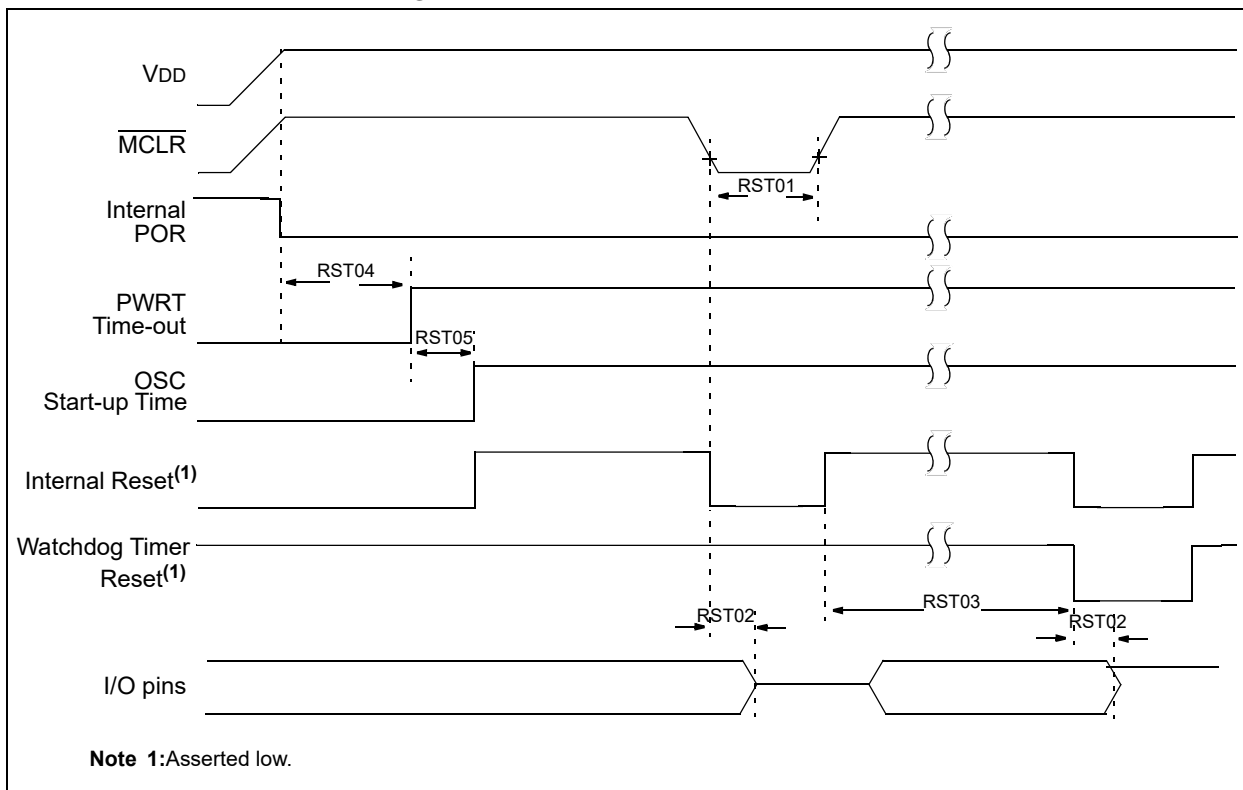 VDD
MCLR
RST01
Internal
POR
RST04
PWRT
Time-out
RST05
OSC
Start-up Time
Internal Reset(1)
Watchdog Timer
Reset(1)
RST03
RST02
RST02
I/O pins
Note 1:Asserted low.